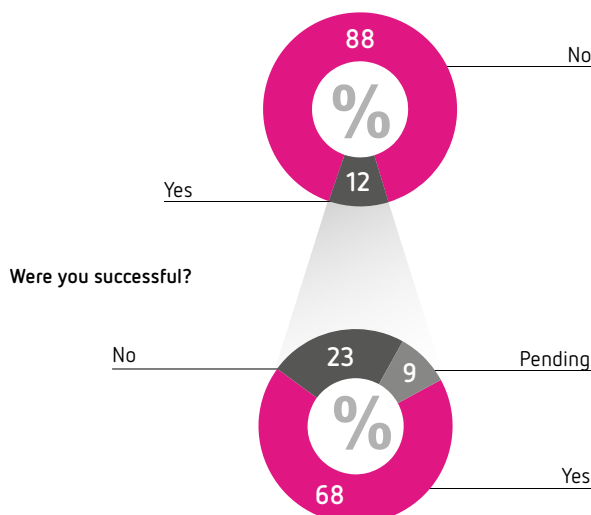 88
No
%
12
Yes
Were you successful?
No
23
9
Pending
%
Yes
68